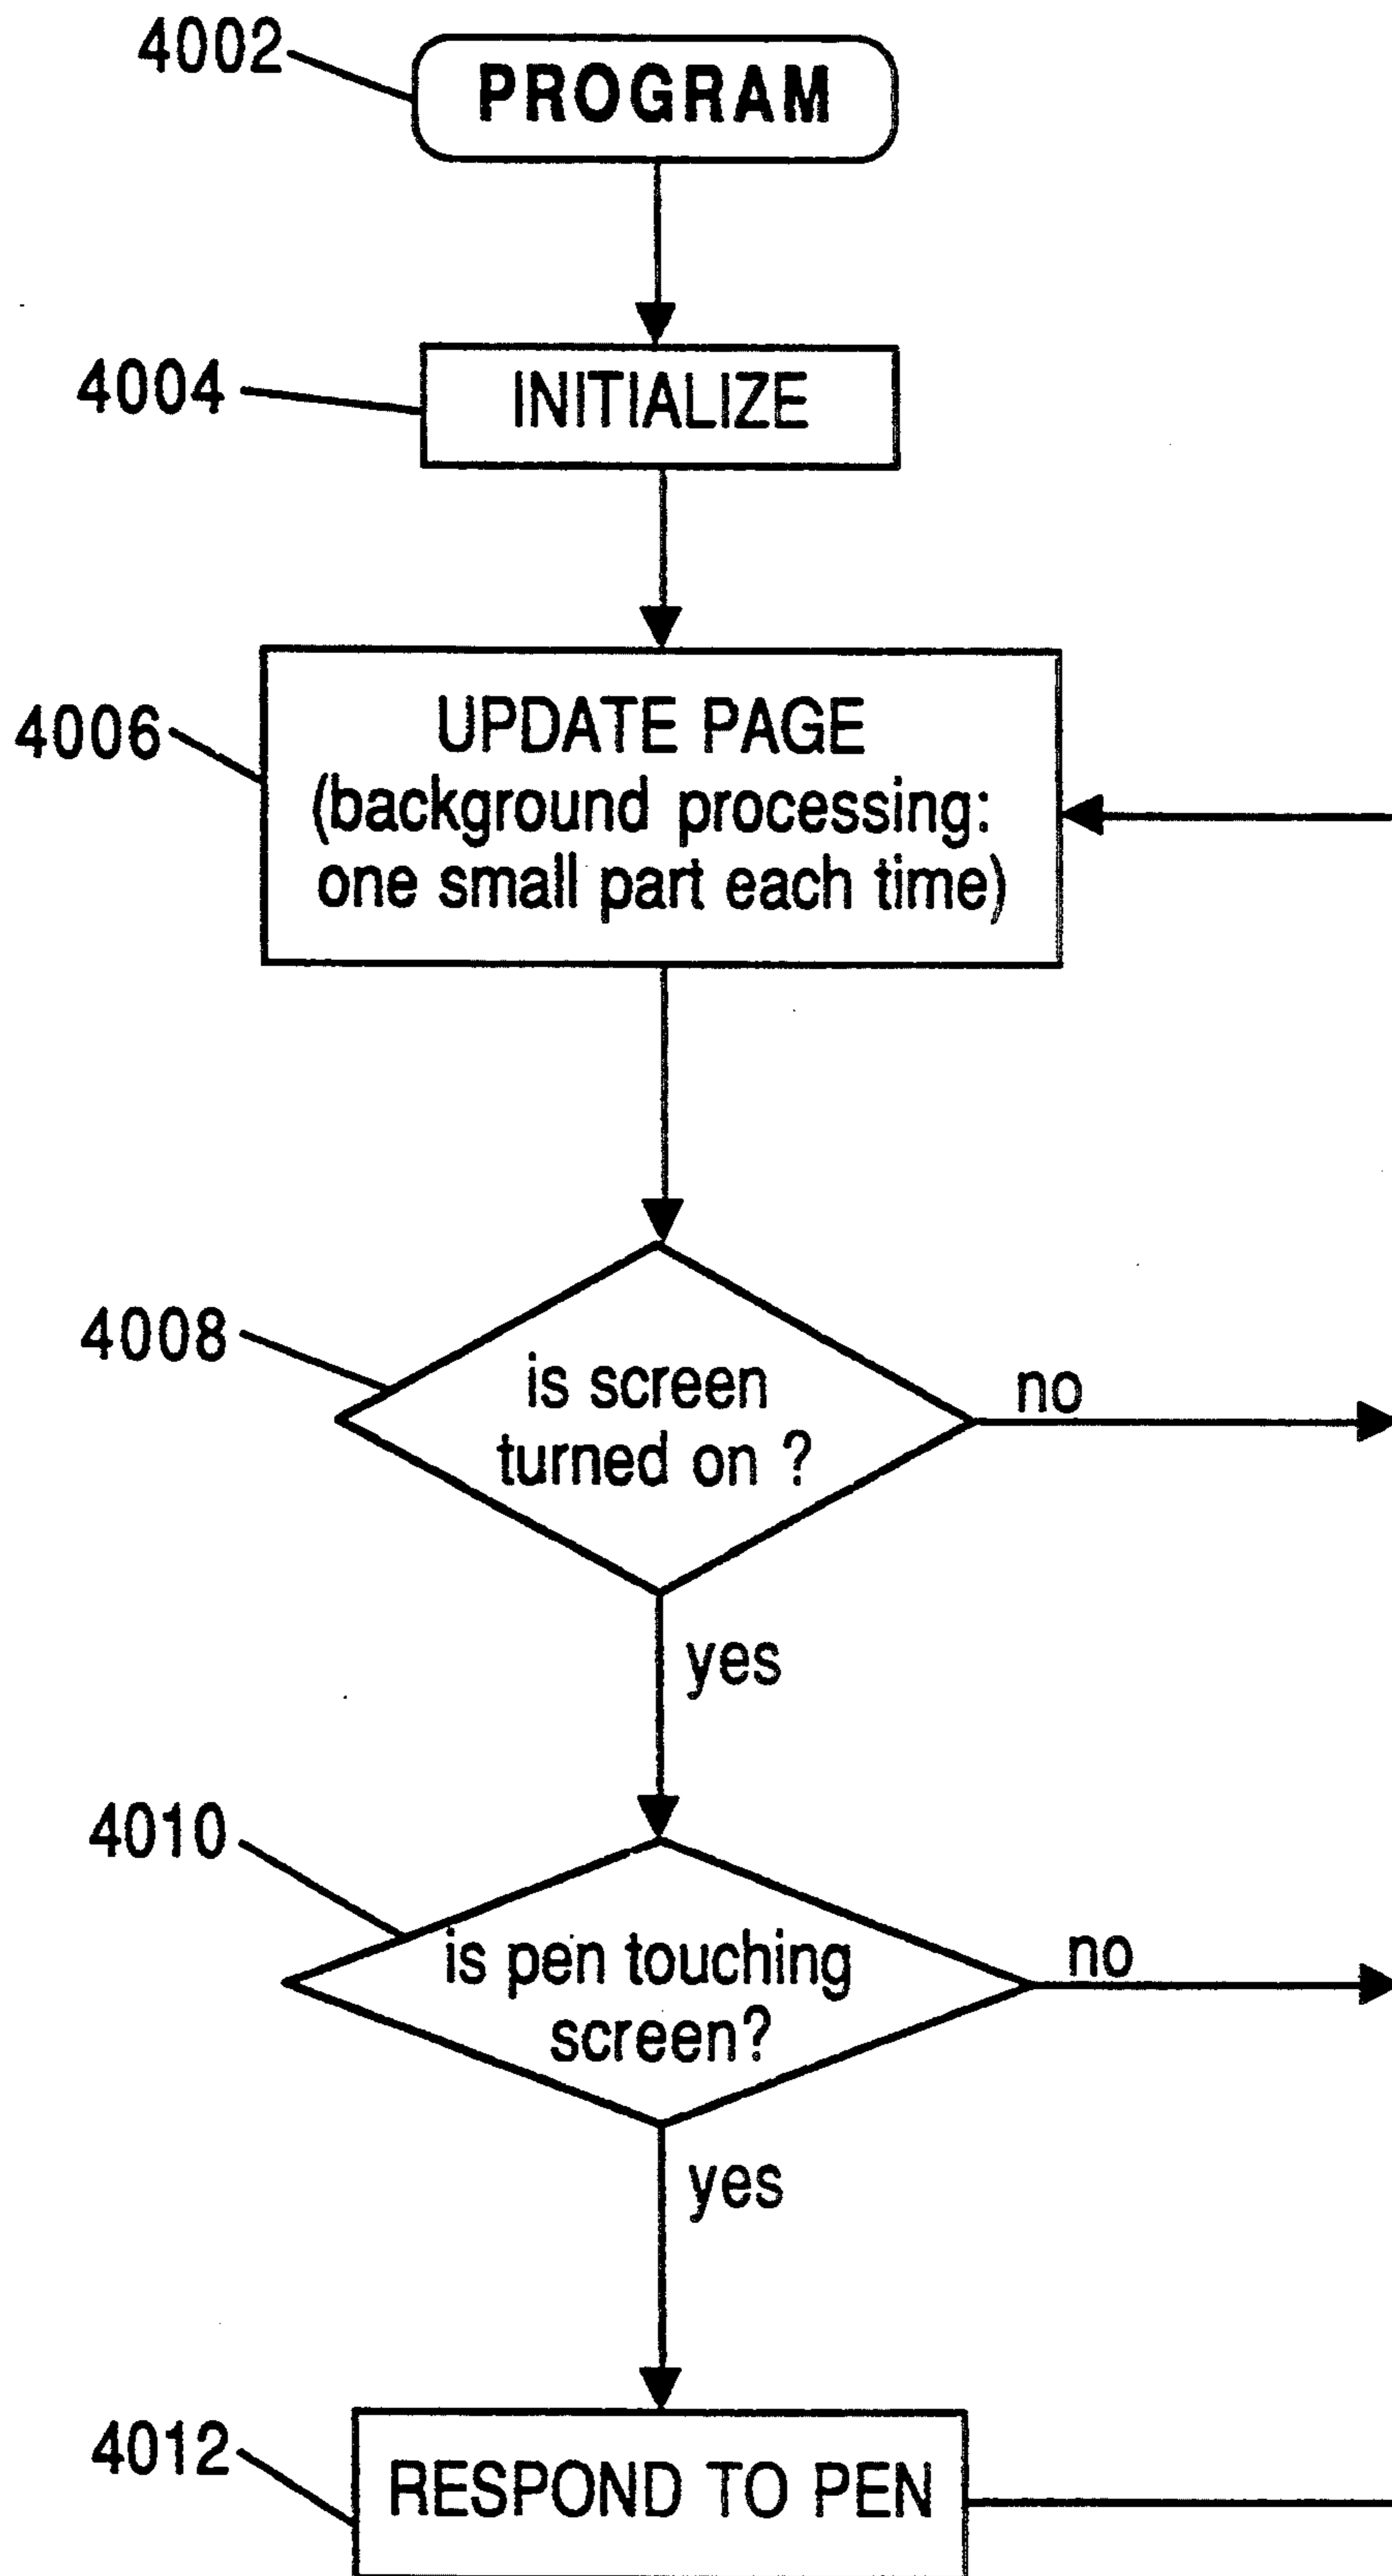 4002
PROGRAM
4004
INITIALIZE
4006
UPDATE PAGE
(background processing:
one small part each time)
4008
is screen
turned on ?
no
yes
4010
is pen touching
screen?
no
yes
4012
RESPOND TO PEN